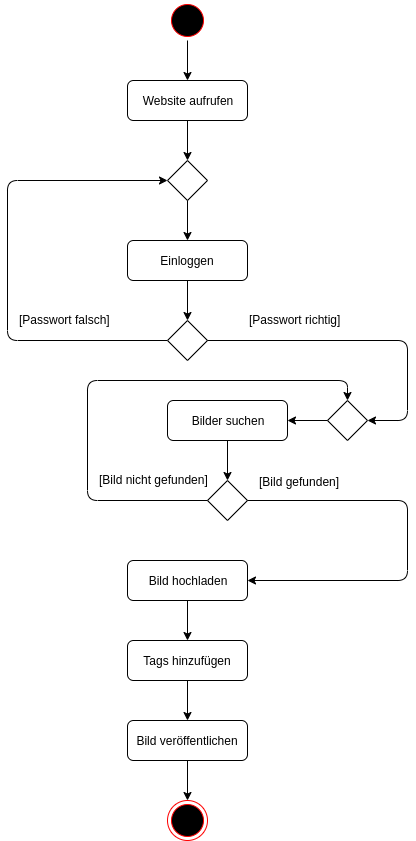 Website aufrufen
Einloggen
[Passwort falsch]
[Passwort richtig]
Bilder suchen
[Bild nicht gefunden]
[Bild gefunden]
Bild hochladen
Tags hinzufügen
Bild veröffentlichen